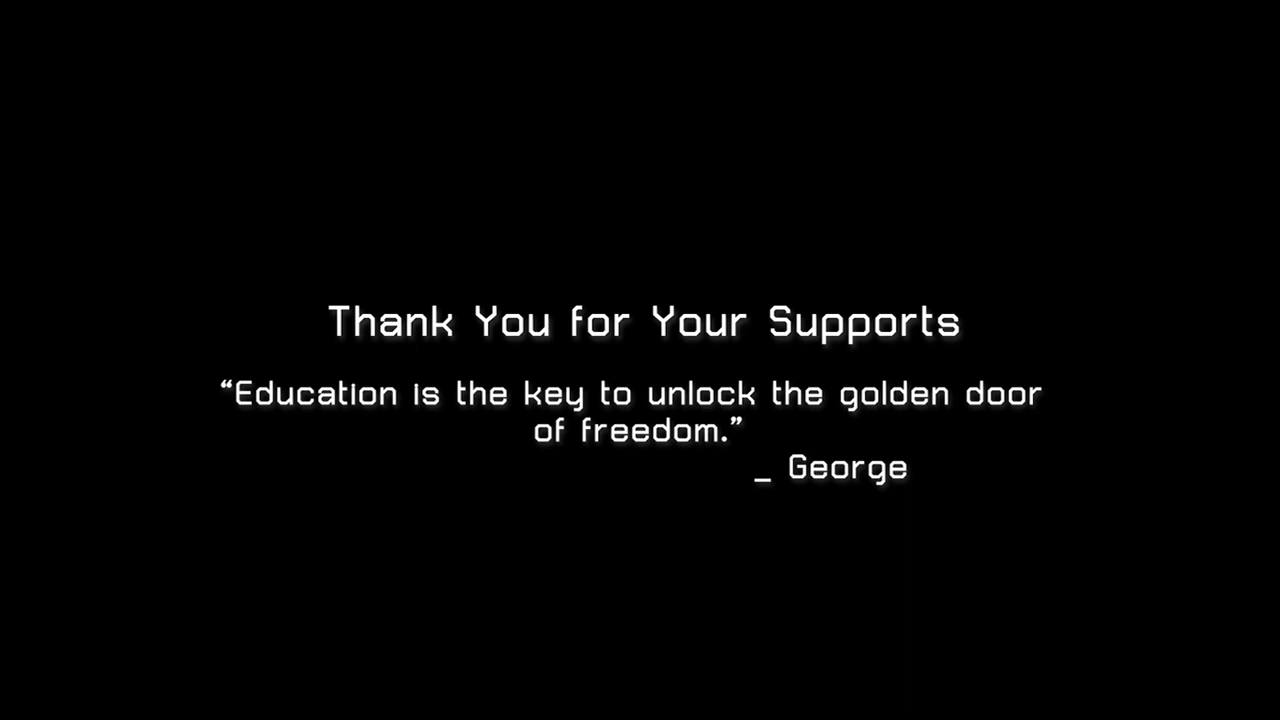 Thank You for Your Supports
“Education is the key to unlock the golden door
of freedom.”
_ George